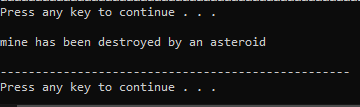 Press any key to continue . . .
mine has been destroyed by an asteroid
--------------------------------------------------
Press any key to continue . . .